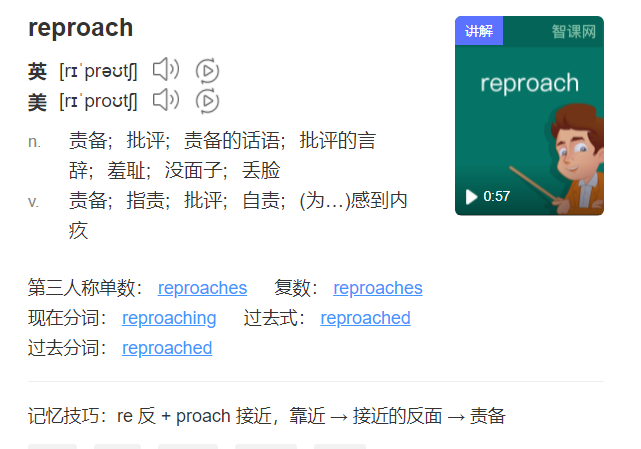 reproach
英 [rɪˈprəʊtʃ]
美 [rɪˈproʊtʃ]
n. 责备；批评；责备的话语；批评的言
辞；羞耻；没面子；丢脸
v. 责备；指责；批评；自责；(为…)感到内
疚
第三人称单数： reproaches 复数： reproaches
现在分词： reproaching 过去式： reproached
过去分词： reproached
记忆技巧：re 反 + proach 接近，靠近 → 接近的反面 → 责备
讲解 智课网
reproach
0:57